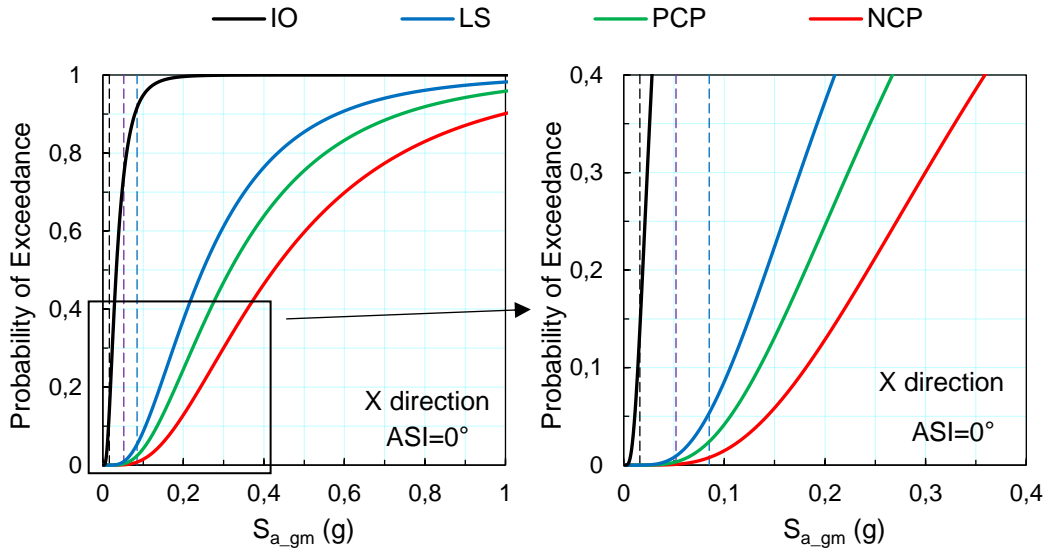 IO LS PCP NCP
Probability of Exceedance
1
0,8
0,6
0,4
0,2
0
0 0,2 0,4 0,6 0,8 1
S_{a_gm} (g)
X direction
ASI=0°
Probability of Exceedance
0,4
0,3
0,2
0,1
0
0 0,1 0,2 0,3 0,4
S_{a_gm} (g)
X direction
ASI=0°